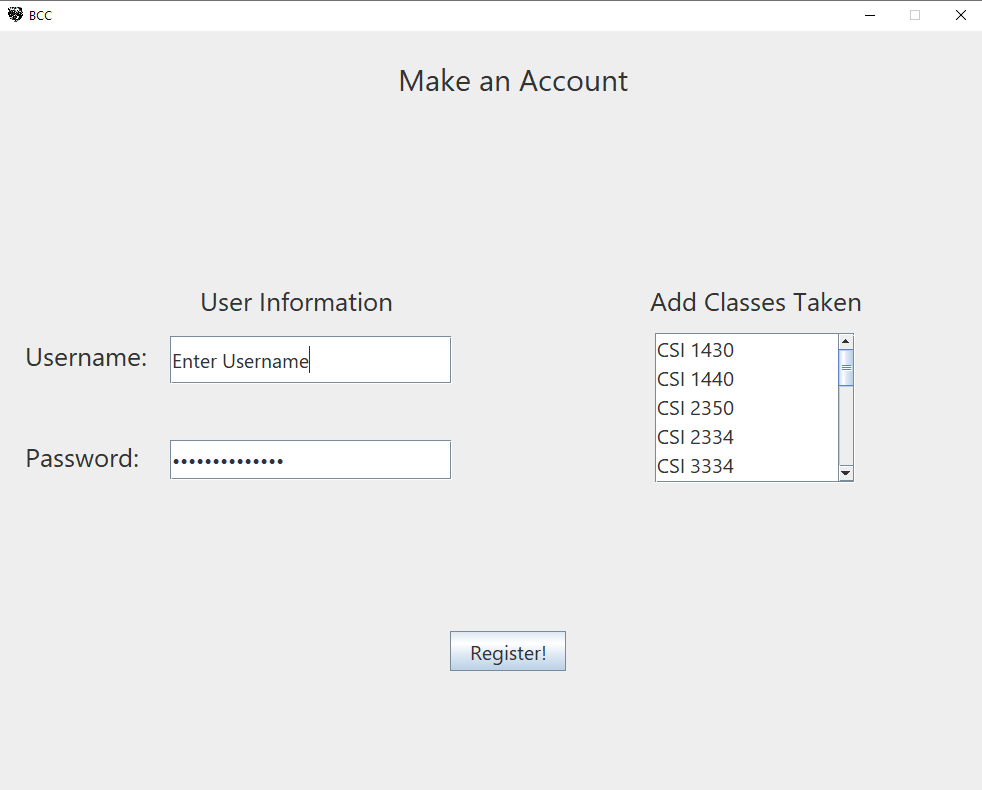 BCC
Make an Account
User Information
Add Classes Taken
Username:
Enter Username
CSI 1430
CSI 1440
CSI 2350
CSI 2334
CSI 3334
Password:
••••••••••••••
Register!